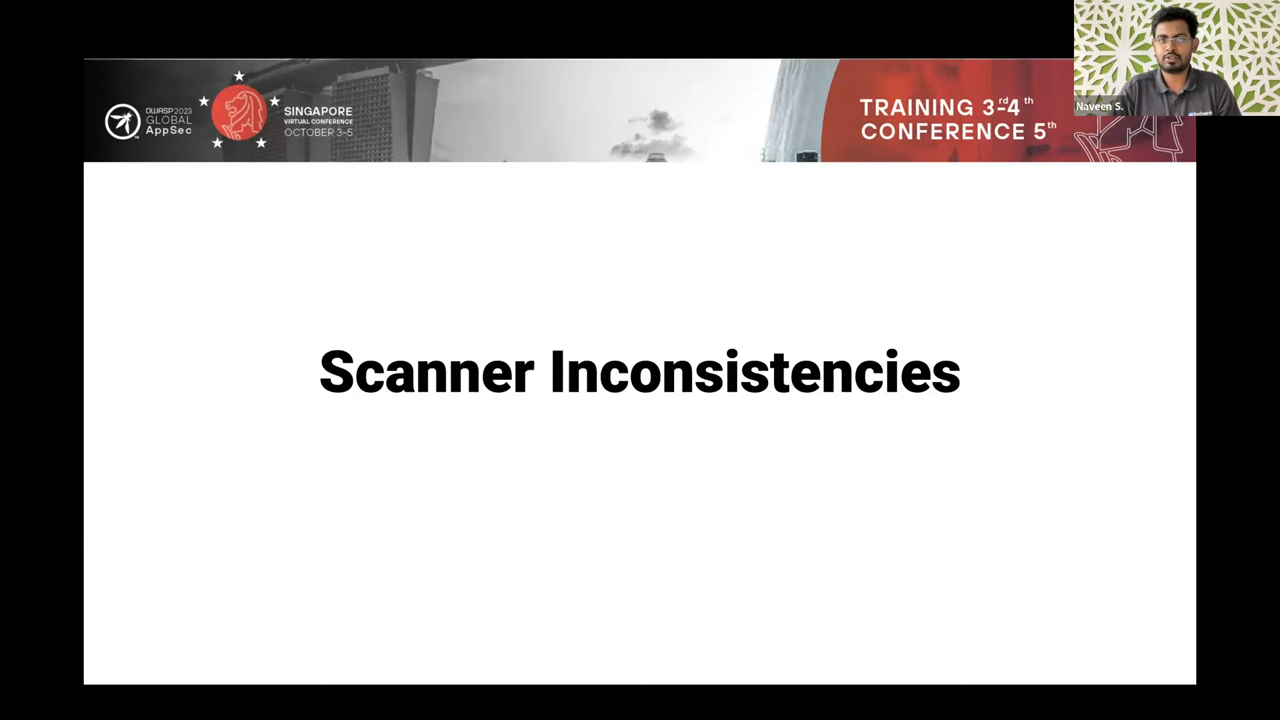 OWASP 2023
GLOBAL
AppSec
SINGAPORE
VIRTUAL CONFERENCE
OCTOBER 3-5
TRAINING 3rd-4th
CONFERENCE 5th
Naveen S.
Scanner Inconsistencies